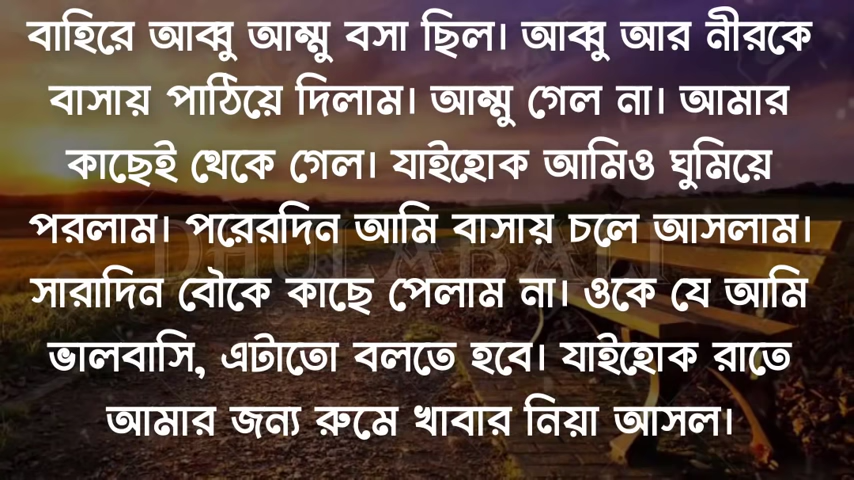 বাহিরে আব্বু আম্মু বসা ছিল। আব্বু আর নীরকে
বাসায় পাঠিয়ে দিলাম। আম্মু গেল না। আমার
কাছেই থেকে গেল। যাইহোক আমিও ঘুমিয়ে
পরলাম। পরেরদিন আমি বাসায় চলে আসলাম।
DHULABALI
সারাদিন বৌকে কাছে পেলাম না। ওকে যে আমি
ভালবাসি, এটাতো বলতে হবে। যাইহোক রাতে
আমার জন্য রুমে খাবার নিয়া আসল।